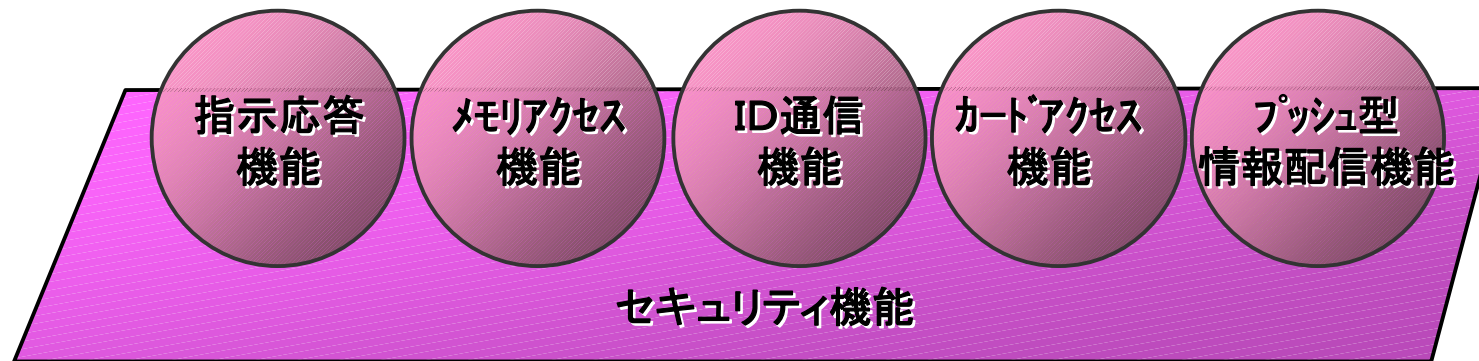 指示応答
機能
ﾒﾓﾘｱｸｾｽ
機能
ID通信
機能
ｶｰﾄﾞｱｸｾｽ
機能
ﾌﾟｯｼｭ型
情報配信機能
セキュリティ機能